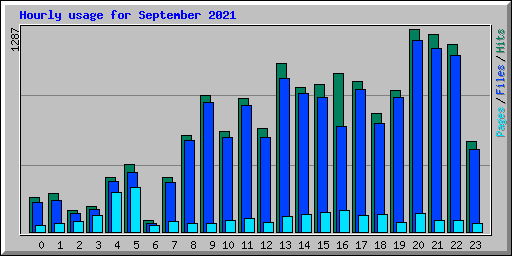 Hourly usage for September 2021
1287
Pages / Files / Hits
0 1 2 3 4 5 6 7 8 9 10 11 12 13 14 15 16 17 18 19 20 21 22 23